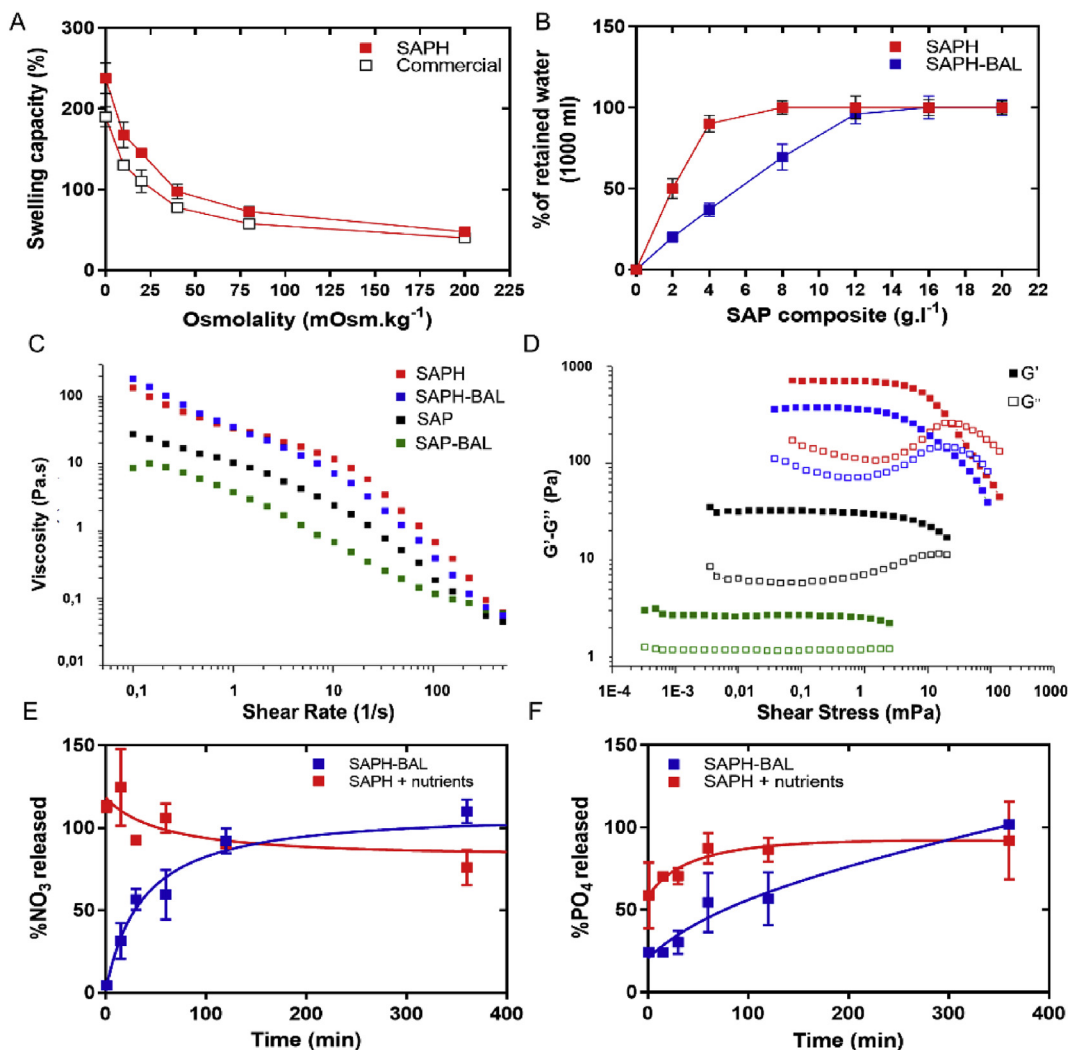 A
300
200
100
0
Swelling capacity (%)
SAPH
Commercial
0 25 50 75 100 125 150 175 200 225
Osmolality (mOsm.kg-1)
B
150
100
50
0
% of retained water
(1000 ml)
SAPH
SAPH-BAL
0 2 4 6 8 10 12 14 16 18 20 22
SAP composite (g.l-1)
C
100
10
1
0,1
0,01
Viscosity (Pa.s)
SAPH
SAPH-BAL
SAP
SAP-BAL
0,1 1 10 100
Shear Rate (1/s)
D
1000
100
10
1
G'-G'' (Pa)
G'
G''
1E-4 1E-3 0,01 0,1 1 10 100 1000
Shear Stress (mPa)
E
150
100
50
0
%NO3 released
SAPH-BAL
SAPH + nutrients
0 100 200 300 400
Time (min)
F
150
100
50
0
%PO4 released
SAPH-BAL
SAPH + nutrients
0 100 200 300 400
Time (min)